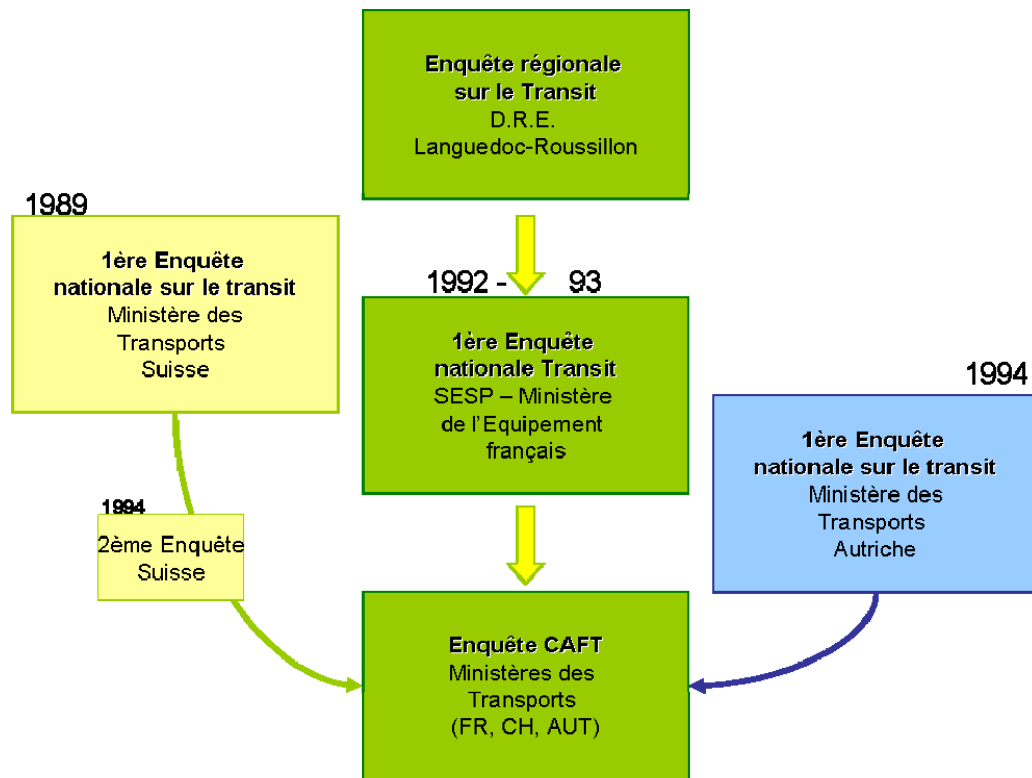 Enquête régionale
sur le Transit
D.R.E.
Languedoc-Roussillon
1989
1ère Enquête
nationale sur le transit
Ministère des
Transports
Suisse
1992 - 93
1ère Enquête
nationale Transit
SESP – Ministère
de l'Equipement
français
1994
1ère Enquête
nationale sur le transit
Ministère des
Transports
Autriche
1994
2ème Enquête
Suisse
Enquête CAFT
Ministères des
Transports
(FR, CH, AUT)